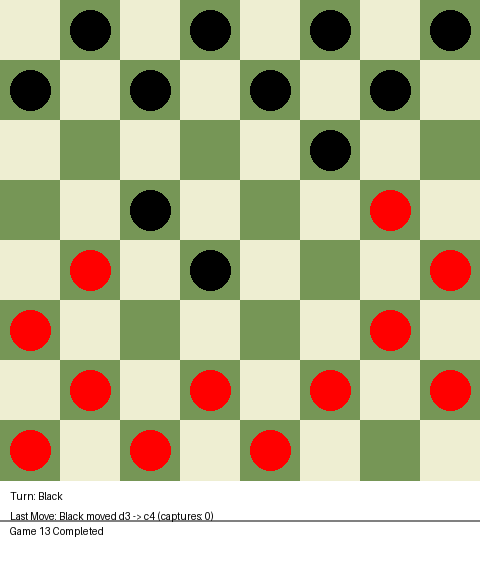 Turn: Black
Last Move: Black moved d3 -> c4 (captures: 0)
Game 13 Completed